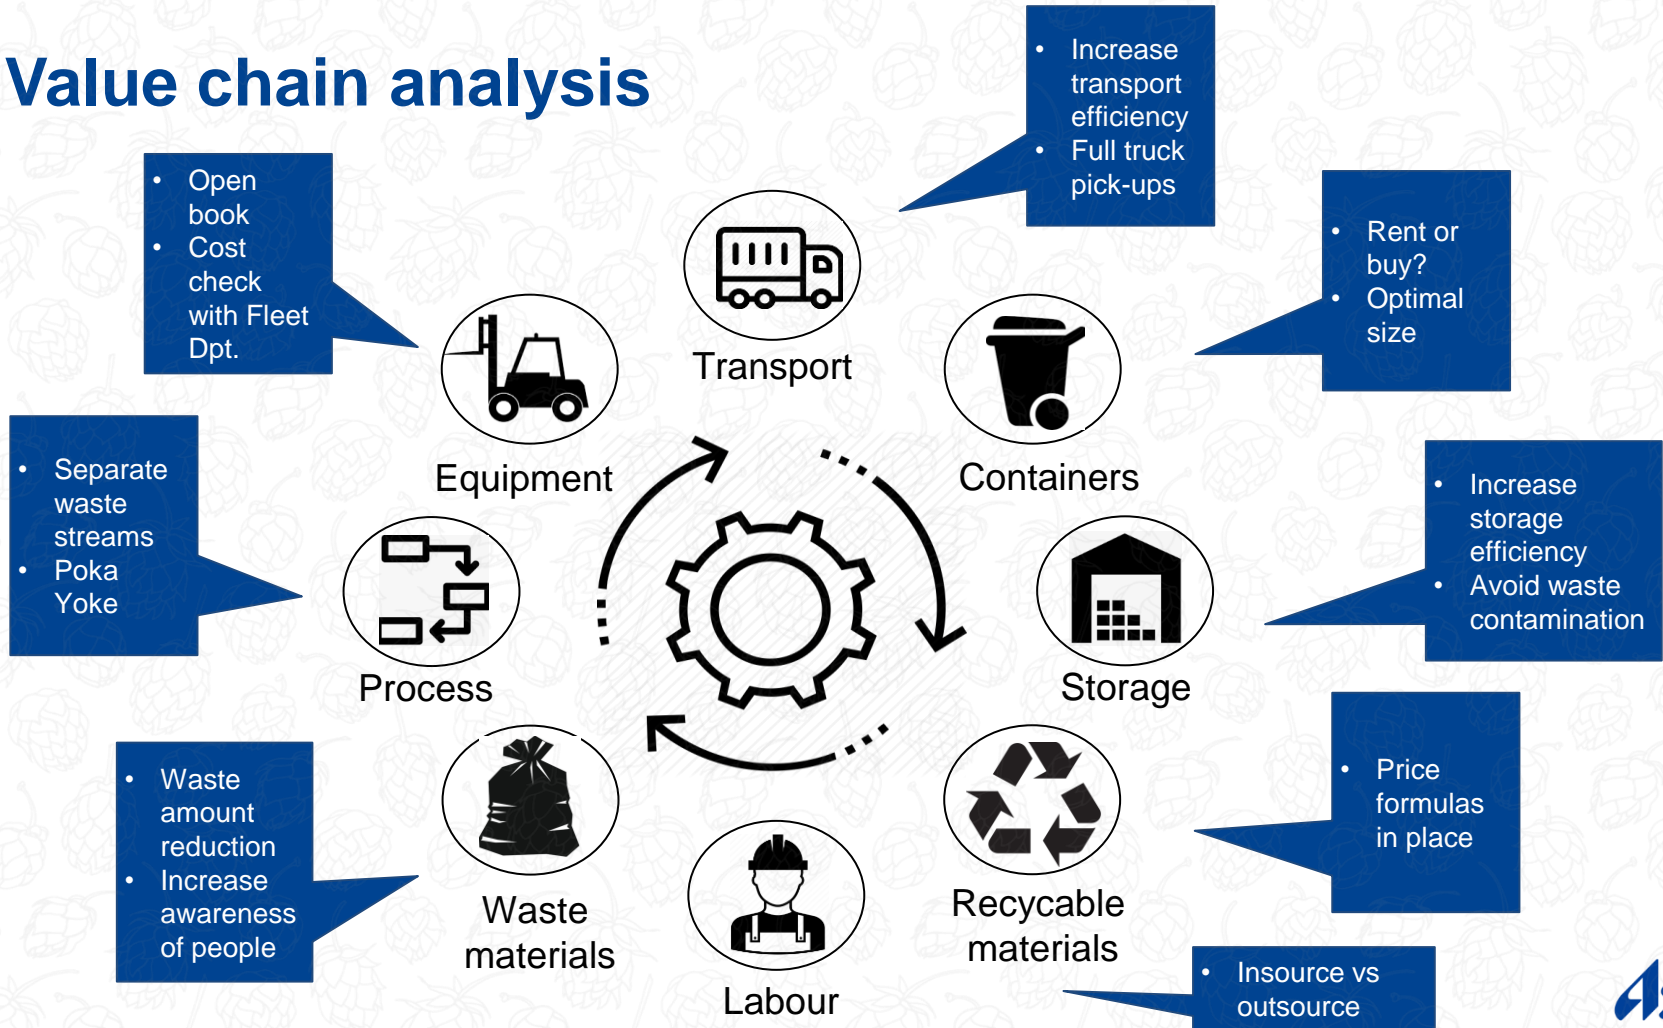 Value chain analysis
• Increase
transport
efficiency
• Full truck
pick-ups
• Open
book
• Cost
check
with Fleet
Dpt.
• Rent or
buy?
• Optimal
size
Transport
Equipment
Containers
• Separate
waste
streams
• Poka
Yoke
• Increase
storage
efficiency
• Avoid waste
contamination
Process
Storage
• Waste
amount
reduction
• Increase
awareness
of people
• Price
formulas
in place
Waste
materials
Recycable
materials
Labour
• Insource vs
outsource